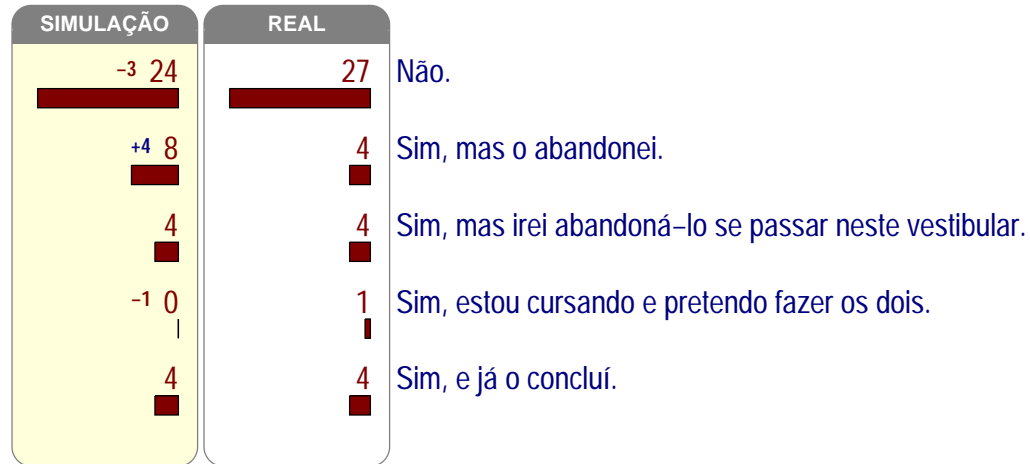 SIMULAÇÃO REAL
−3 24 27 Não.
+4 8 4 Sim, mas o abandonei.
4 4 Sim, mas irei abandoná−lo se passar neste vestibular.
−1 0 1 Sim, estou cursando e pretendo fazer os dois.
4 4 Sim, e já o concluí.